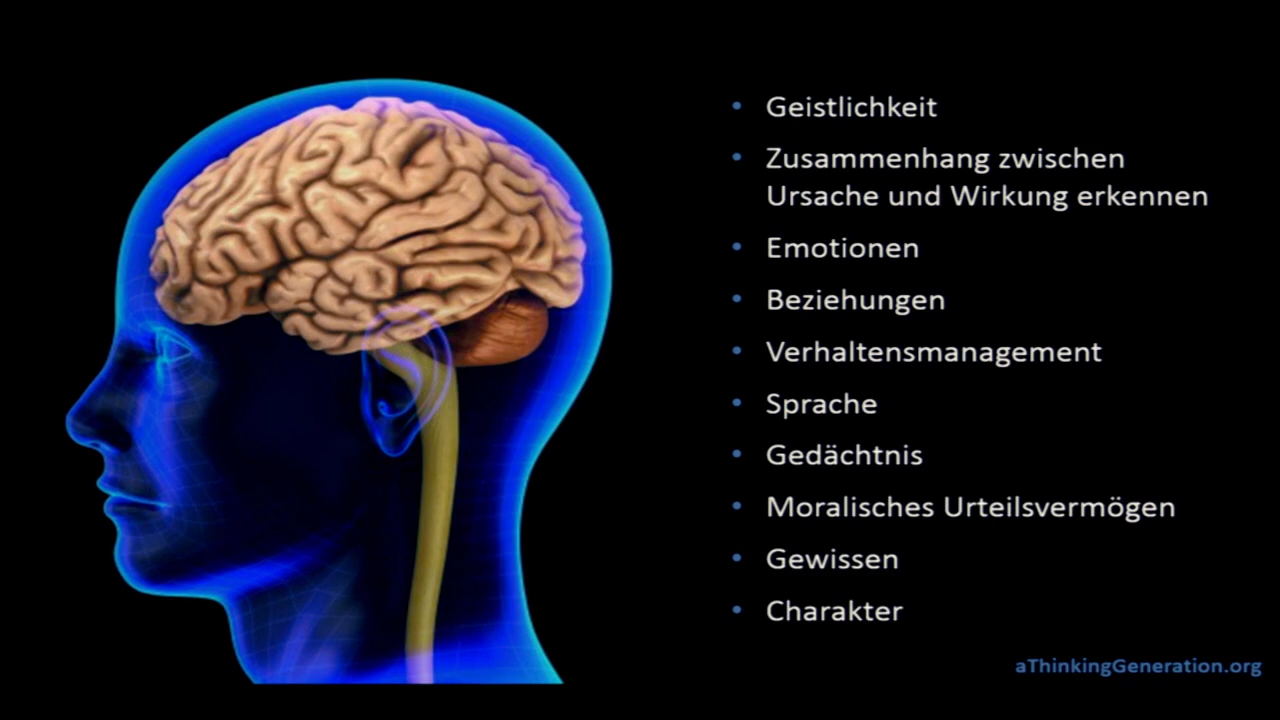 • Geistlichkeit
• Zusammenhang zwischen
Ursache und Wirkung erkennen
• Emotionen
• Beziehungen
• Verhaltensmanagement
• Sprache
• Gedächtnis
• Moralisches Urteilsvermögen
• Gewissen
• Charakter
aThinkingGeneration.org